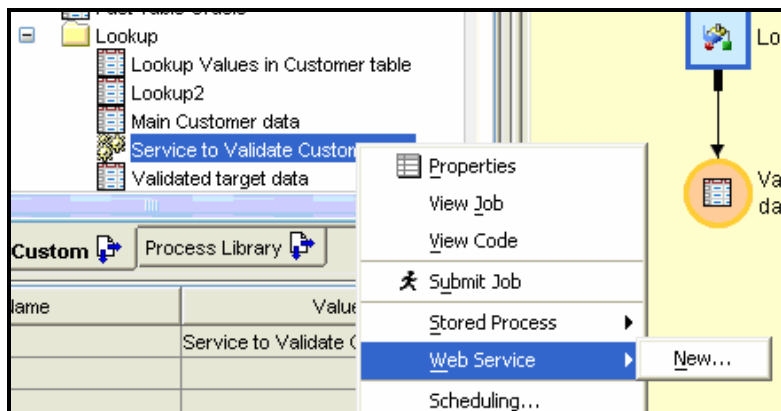 Lookup
Lookup Values in Customer table
Lookup2
Main Customer data
Service to Validate Custom
Validated target data
Custom
Process Library
Name
Value
Service to Validate
Properties
View Job
View Code
Submit Job
Stored Process
Web Service
New...
Scheduling...
Lo
Va
da